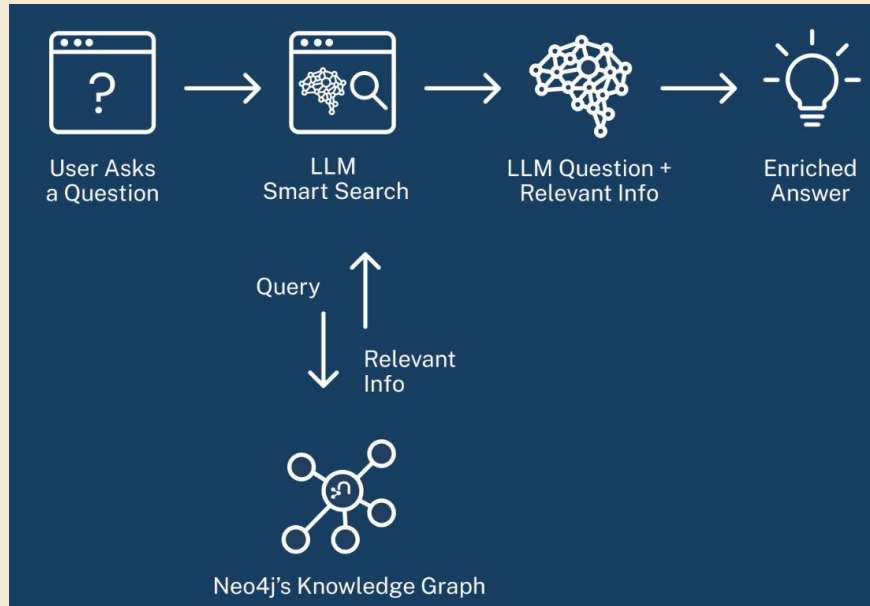 ?
User Asks
a Question
LLM
Smart Search
LLM Question +
Relevant Info
Enriched
Answer
Query
Relevant
Info
Neo4j's Knowledge Graph